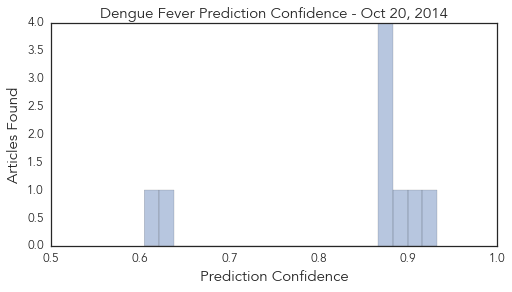 Dengue Fever Prediction Confidence - Oct 20, 2014
4.0
3.5
3.0
2.5
2.0
1.5
1.0
0.5
0.0
Articles Found
0.5 0.6 0.7 0.8 0.9 1.0
Prediction Confidence